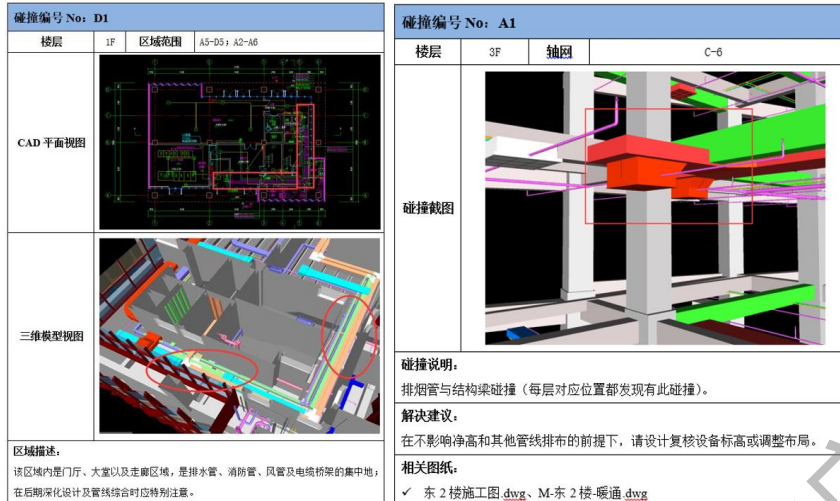 碰撞编号 No：D1
楼层 1F 区域范围 A5-D5；A2-A6
CAD 平面视图
三维模型视图
区域描述：
该区域内是门厅、大堂以及走廊区域，是排水管、消防管、风管及电缆桥架的集中地；
在后期深化设计及管线综合时应特别注意。
碰撞编号 No：A1
楼层 3F 轴网 C-6
碰撞截图
碰撞说明：
排烟管与结构梁碰撞（每层对应位置都发现有此碰撞）。
解决建议：
在不影响净高和其他管线排布的前提下，请设计复核设备标高或调整布局。
相关图纸：
✓ 东 2 楼施工图.dwg、M-东 2 楼-暖通.dwg